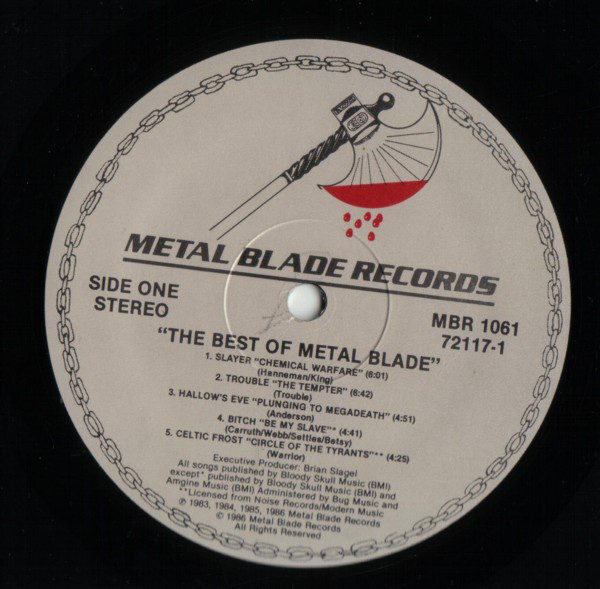 METAL BLADE RECORDS
SIDE ONE
STEREO
MBR 1061
72117-1
"THE BEST OF METAL BLADE"
1. SLAYER "CHEMICAL WARFARE" (6:01)
(Hanneman/King)
2. TROUBLE "THE TEMPTER" (6:42)
(Trouble)
3. HALLOW'S EVE "PLUNGING TO MEGADEATH" (4:51)
(Anderson)
4. BITCH "BE MY SLAVE"* (4:41)
(Carruth/Webb/Settles/Betsy)
5. CELTIC FROST "CIRCLE OF THE TYRANTS"** (4:25)
(Warrior)
Executive Producer: Brian Slagel
All songs published by Bloody Skull Music (BMI)
except* published by Bloody Skull Music (BMI) and
Amgine Music (BMI) Administered by Bug Music and
**Licensed from Noise Records/Modern Music
℗ 1983, 1984, 1985, 1986 Metal Blade Records
© 1986 Metal Blade Records
All Rights Reserved